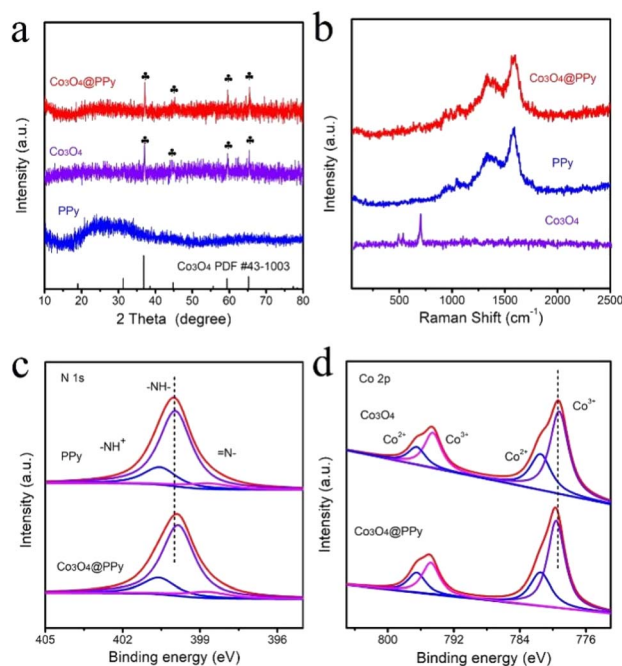 a
Co3O4@PPy
Co3O4
PPy
Co3O4 PDF #43-1003
Intensity (a.u.)
10 20 30 40 50 60 70 80
2 Theta (degree)
b
Co3O4@PPy
PPy
Co3O4
Intensity (a.u.)
500 1000 1500 2000 2500
Raman Shift (cm-1)
c
N 1s
-NH-
-NH+
=N-
PPy
Co3O4@PPy
Intensity (a.u.)
405 402 399 396
Binding energy (eV)
d
Co 2p
Co3O4
Co3+
Co2+
Co3+
Co2+
Co3O4@PPy
Intensity (a.u.)
800 792 784 776
Binding energy (eV)